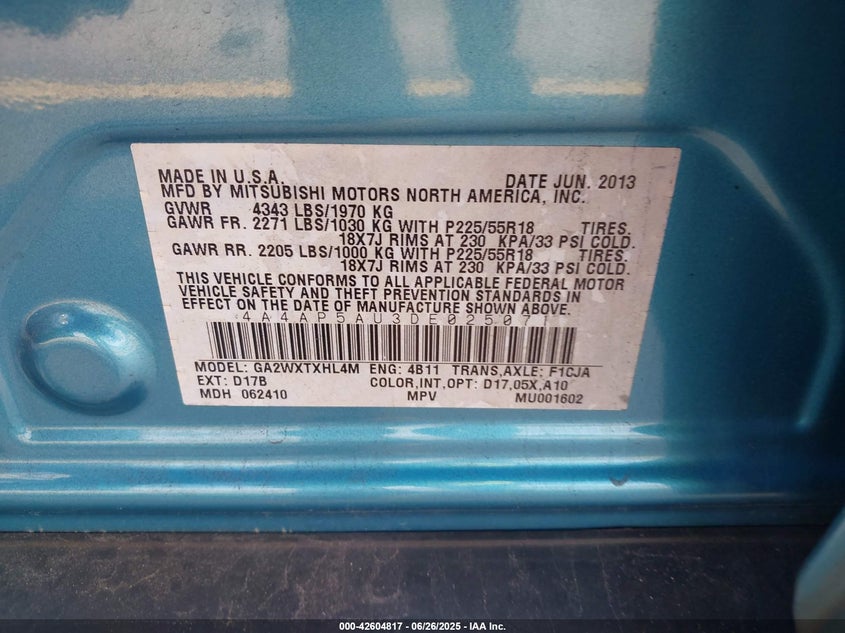 MADE IN U.S.A. DATE JUN. 2013
MFD BY MITSUBISHI MOTORS NORTH AMERICA, INC.
GVWR 4343 LBS/1970 KG
GAWR FR. 2271 LBS/1030 KG WITH P225/55R18 TIRES.
18X7J RIMS AT 230 KPA/33 PSI COLD.
GAWR RR. 2205 LBS/1000 KG WITH P225/55R18 TIRES.
18X7J RIMS AT 230 KPA/33 PSI COLD.
THIS VEHICLE CONFORMS TO ALL APPLICABLE FEDERAL MOTOR
VEHICLE SAFETY AND THEFT PREVENTION STANDARDS IN
EFFECT ON THE DATE OF MANUFACTURE SHOWN ABOVE.
4A4AP5AU3DE025071
MODEL: GA2WXTXHL4M ENG: 4B11 TRANS,AXLE: F1CJA
EXT: D17B COLOR,INT,OPT: D17,05X,A10
MDH 062410 MPV MU001602
000-42604817 - 06/26/2025 - IAA Inc.